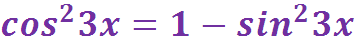 cos²3x = 1 − sin²3x